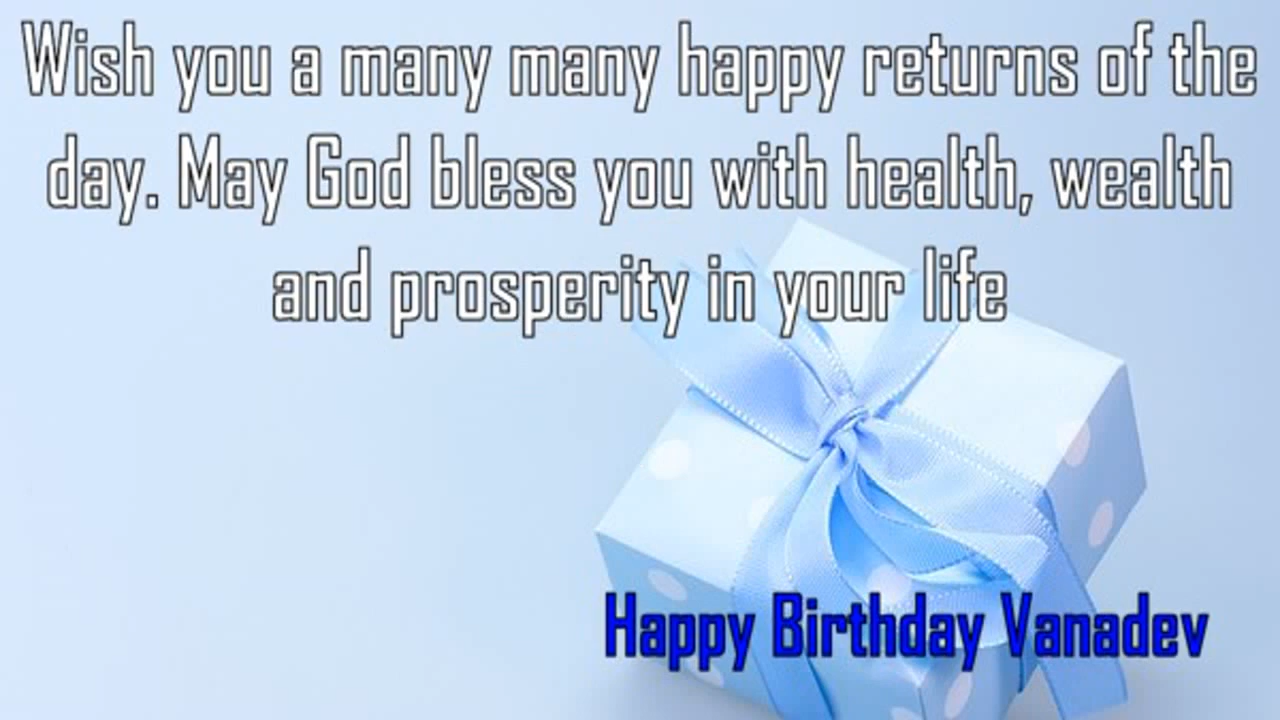 Wish you a many many happy returns of the
day. May God bless you with health, wealth
and prosperity in your life
Happy Birthday Vanadev